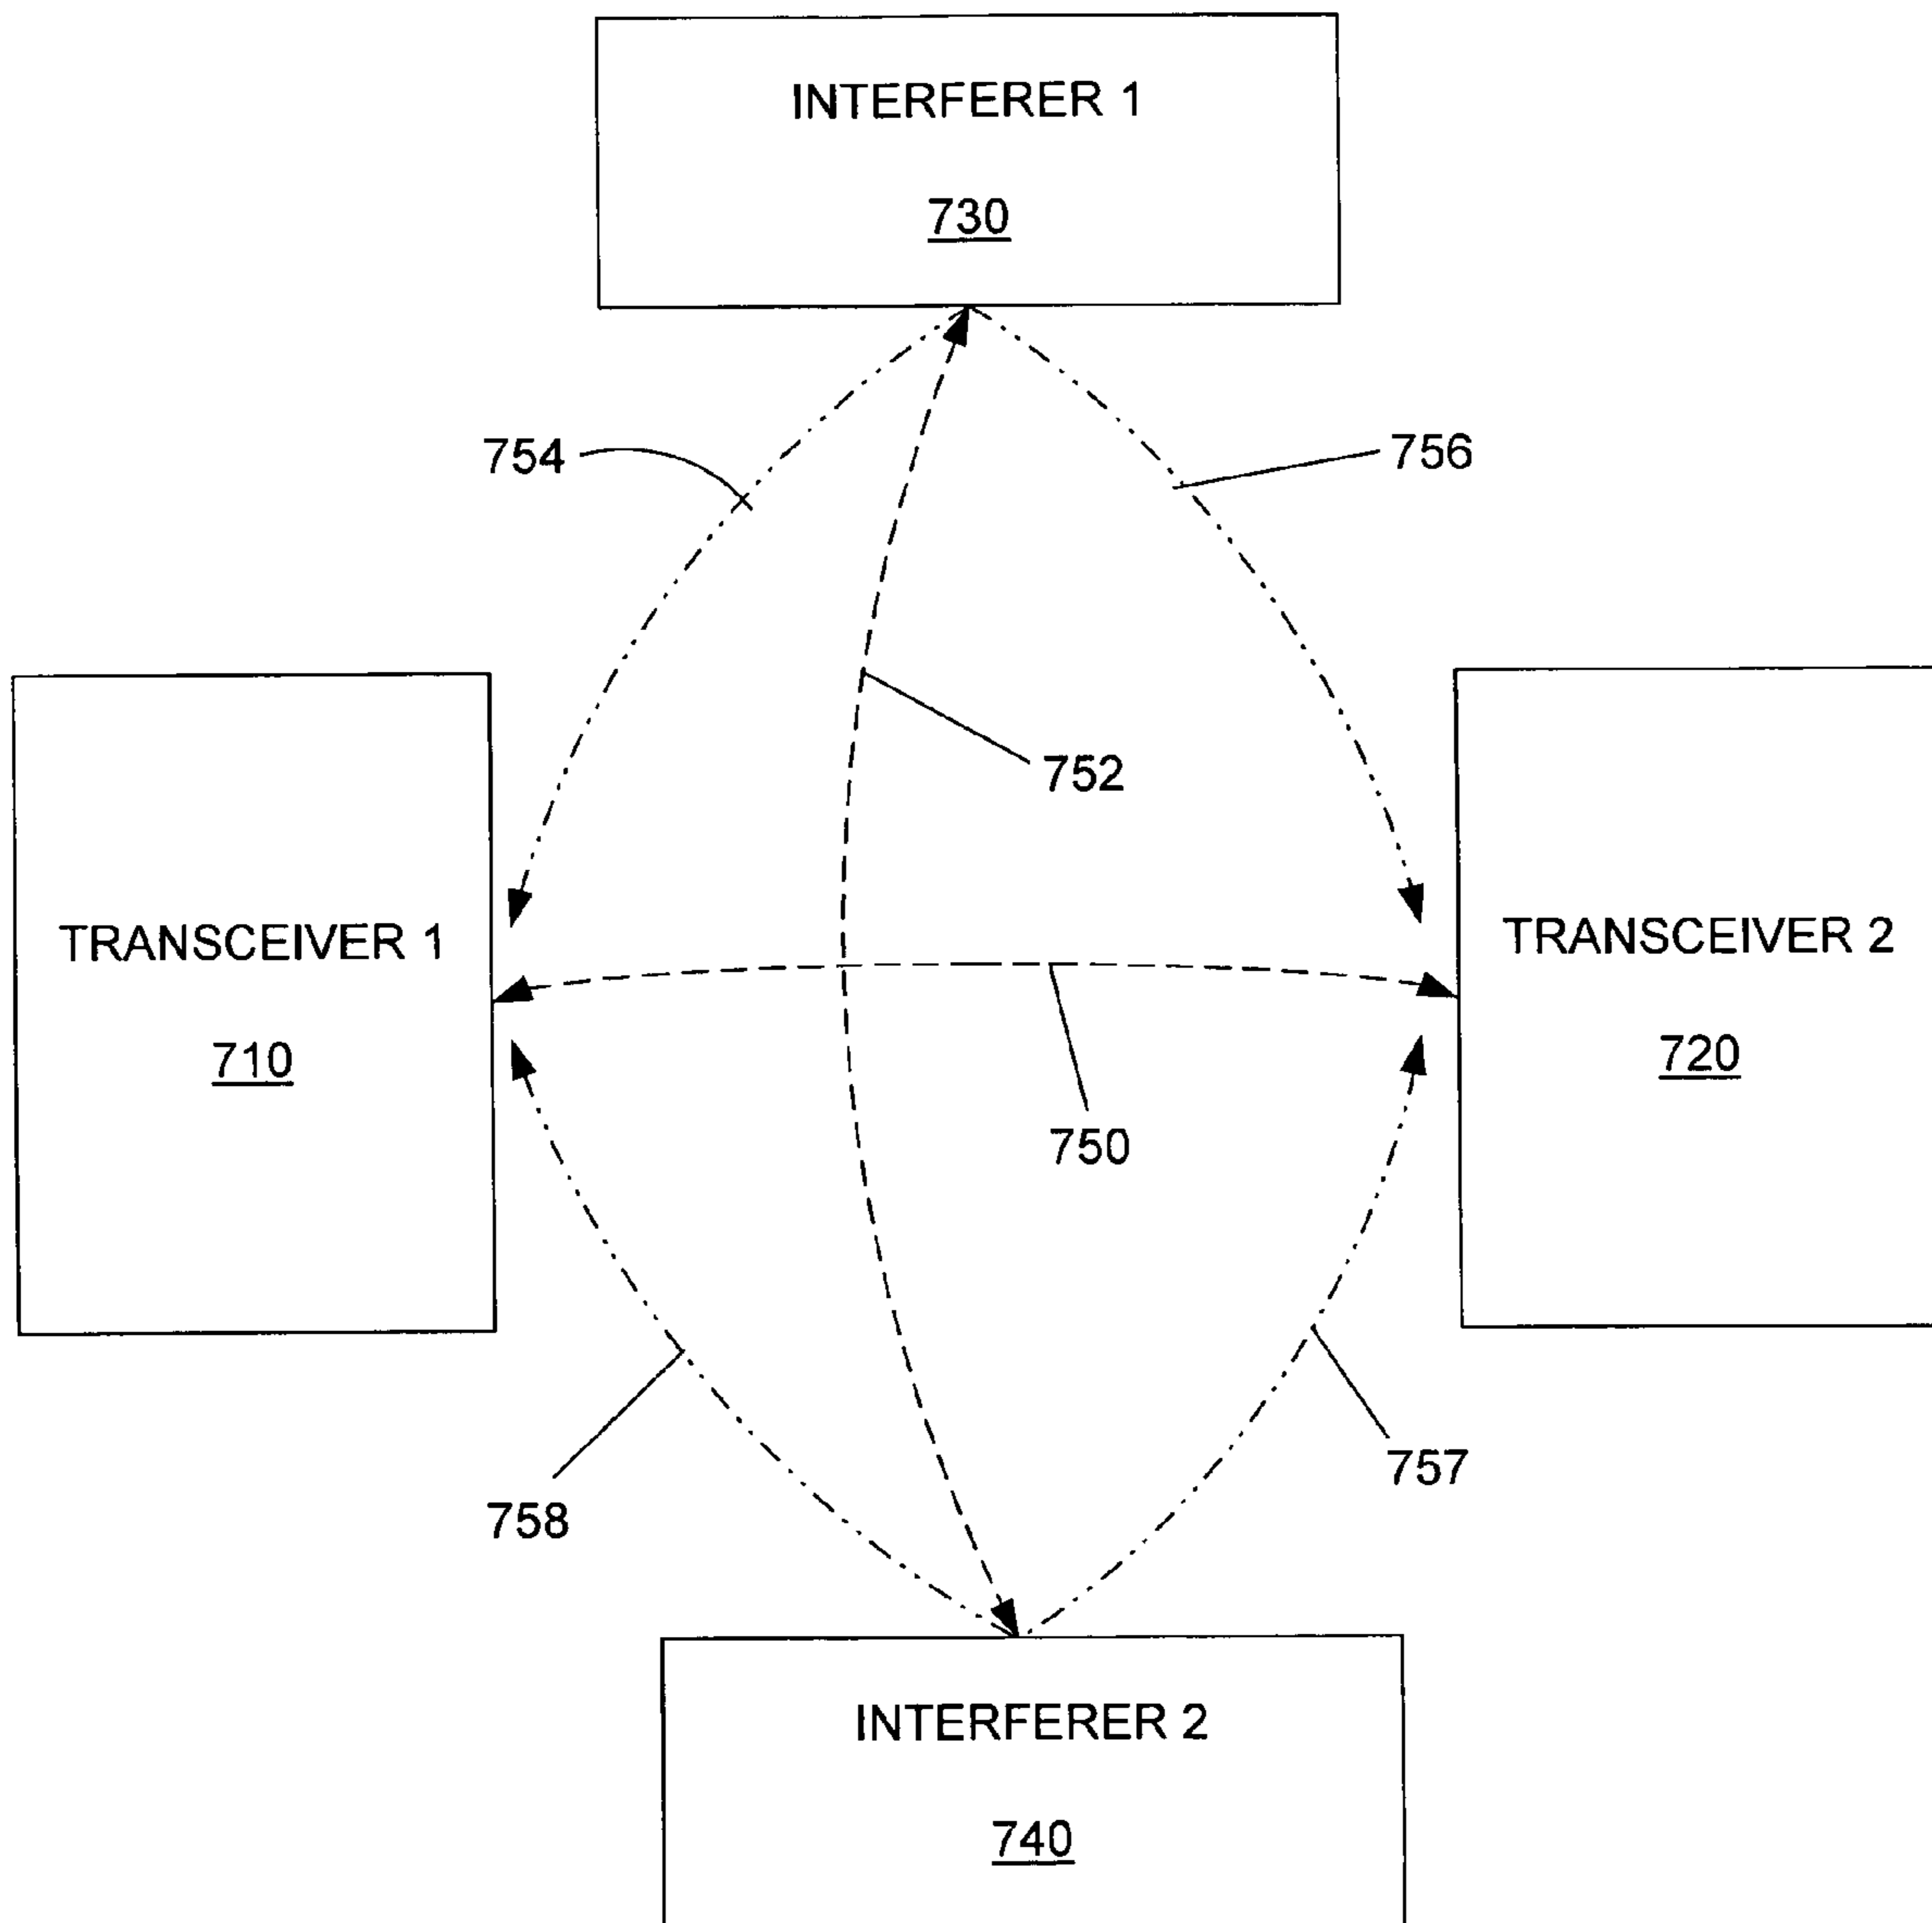 INTERFERER 1
730
754
756
752
TRANSCEIVER 1
710
TRANSCEIVER 2
720
750
758
757
INTERFERER 2
740